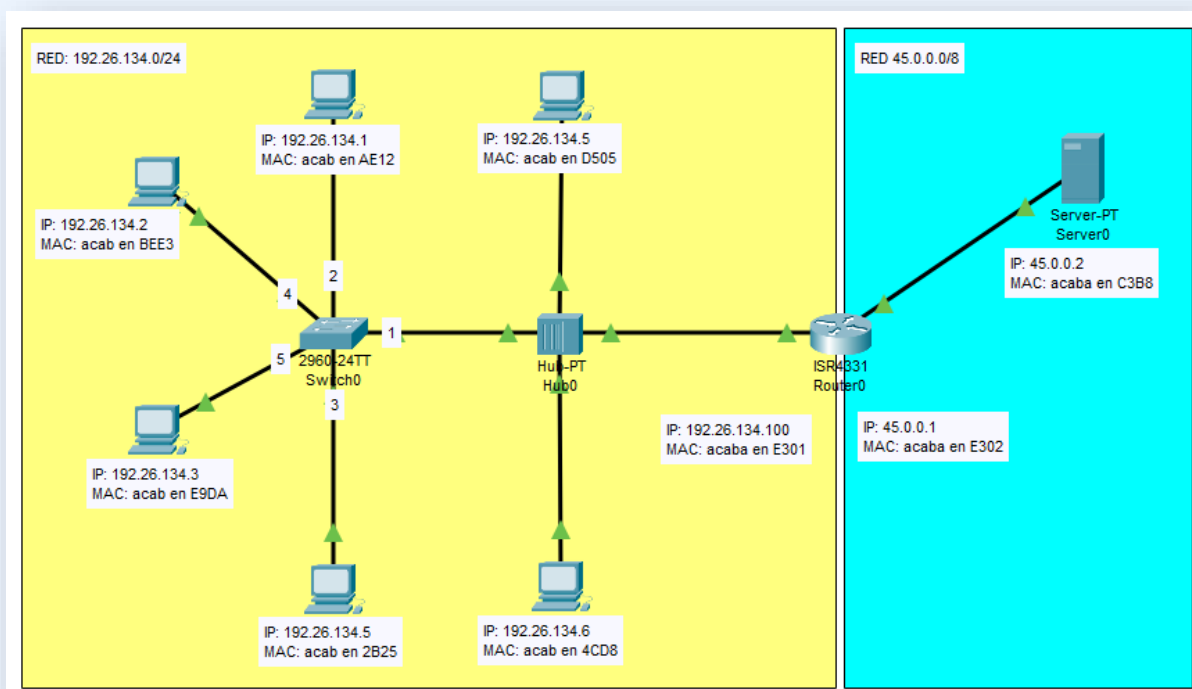 RED: 192.26.134.0/24
RED 45.0.0.0/8
IP: 192.26.134.1
MAC: acab en AE12
IP: 192.26.134.5
MAC: acab en D505
IP: 192.26.134.2
MAC: acab en BEE3
Server-PT
Server0
IP: 45.0.0.2
MAC: acaba en C3B8
2
4
1
5
3
2960-24TT
Switch0
Hub-PT
Hub0
ISR4331
Router0
IP: 192.26.134.100
MAC: acaba en E301
IP: 45.0.0.1
MAC: acaba en E302
IP: 192.26.134.3
MAC: acab en E9DA
IP: 192.26.134.5
MAC: acab en 2B25
IP: 192.26.134.6
MAC: acab en 4CD8